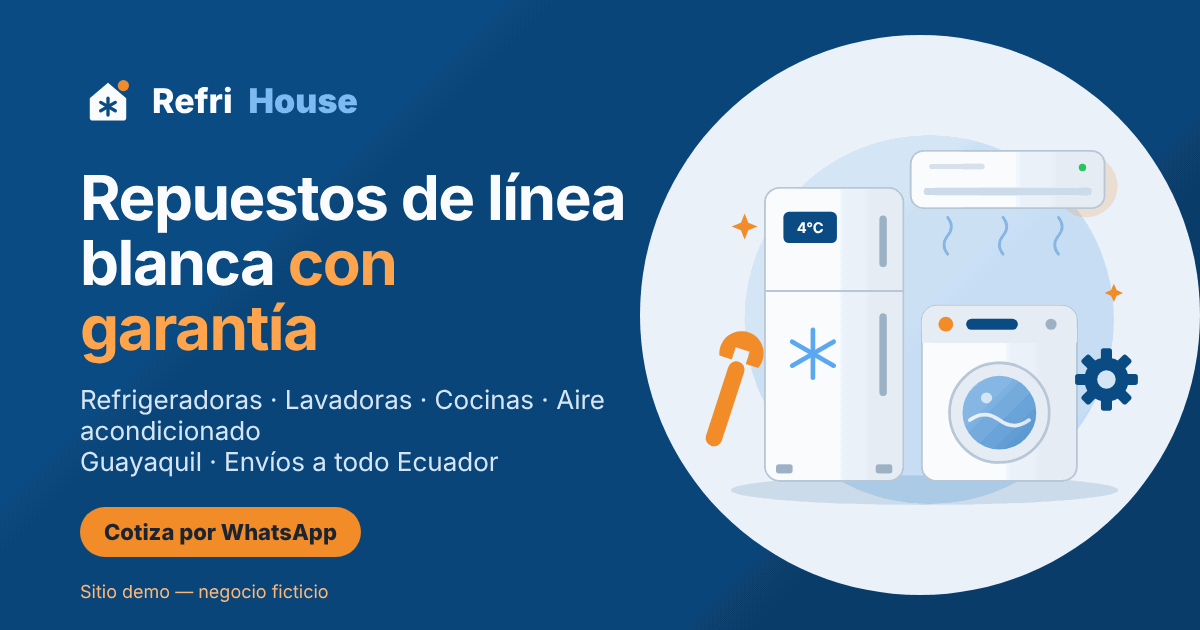 Refri House
Repuestos de línea
blanca con
garantía
Refrigeradoras · Lavadoras · Cocinas · Aire
acondicionado
Guayaquil · Envíos a todo Ecuador
Cotiza por WhatsApp
Sitio demo — negocio ficticio
4°C